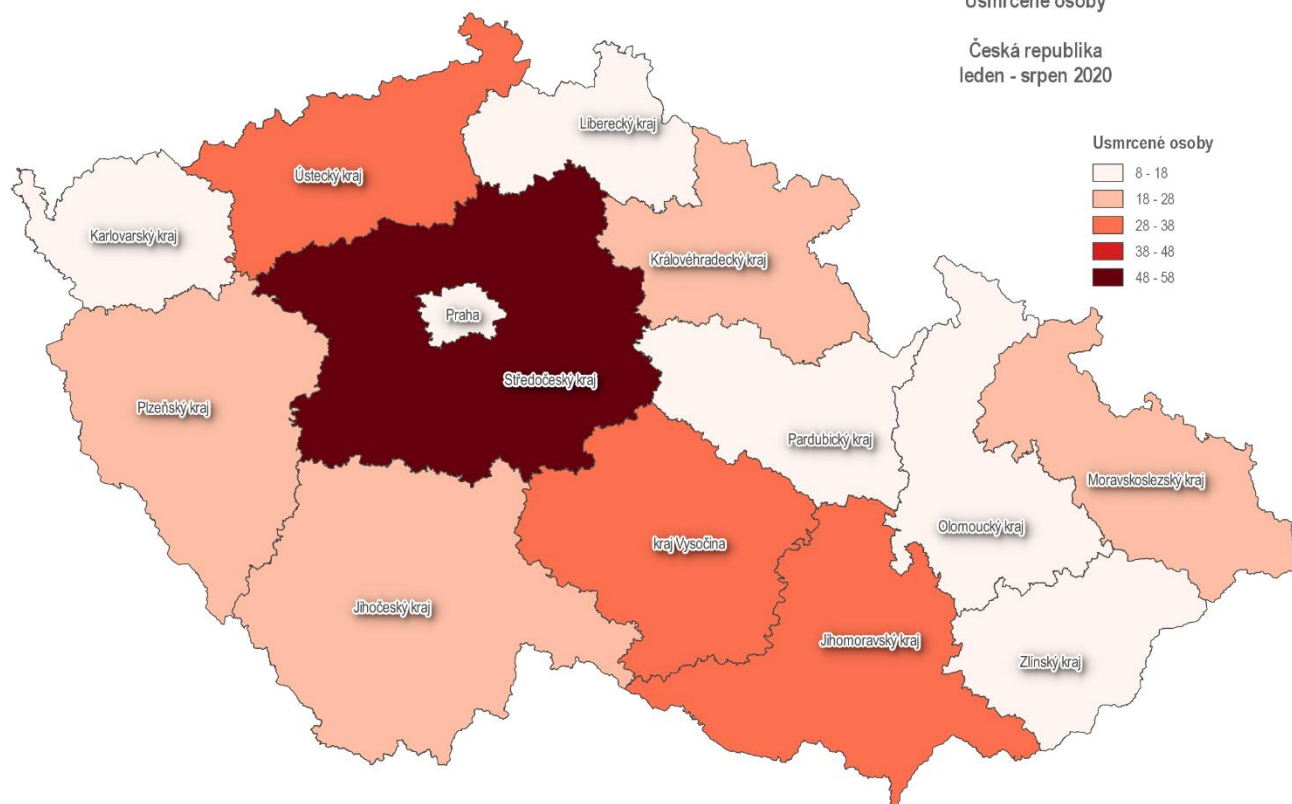 Usmrcené osoby
Česká republika
leden - srpen 2020
Usmrcené osoby
8 - 18
18 - 28
28 - 38
38 - 48
48 - 58
Liberecký kraj
Ústecký kraj
Karlovarský kraj
Královéhradecký kraj
Praha
Středočeský kraj
Plzeňský kraj
Pardubický kraj
Moravskoslezský kraj
Olomoucký kraj
kraj Vysočina
Jihočeský kraj
Jihomoravský kraj
Zlínský kraj